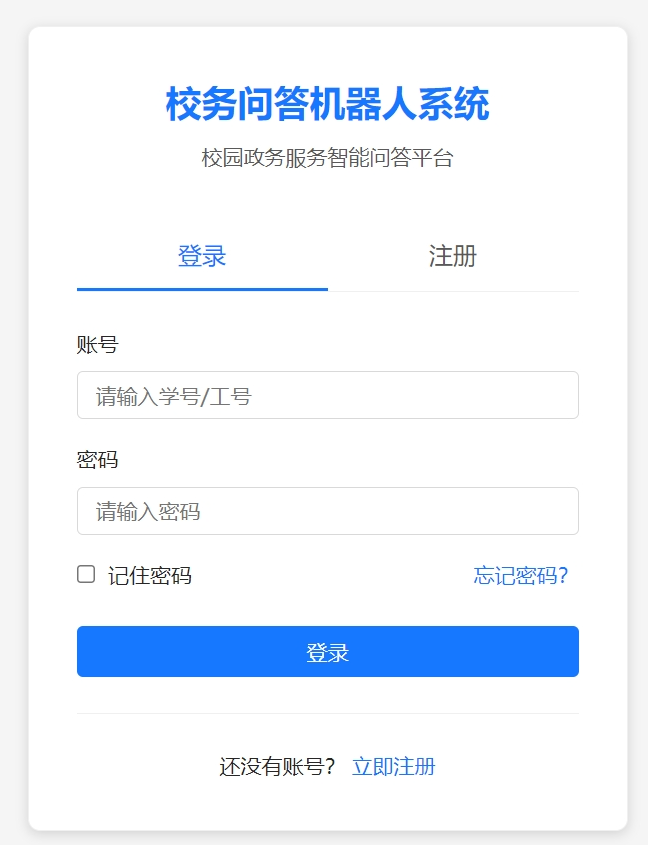 校务问答机器人系统
校园政务服务智能问答平台
登录 注册
账号
请输入学号/工号
密码
请输入密码
记住密码 忘记密码？
登录
还没有账号？ 立即注册